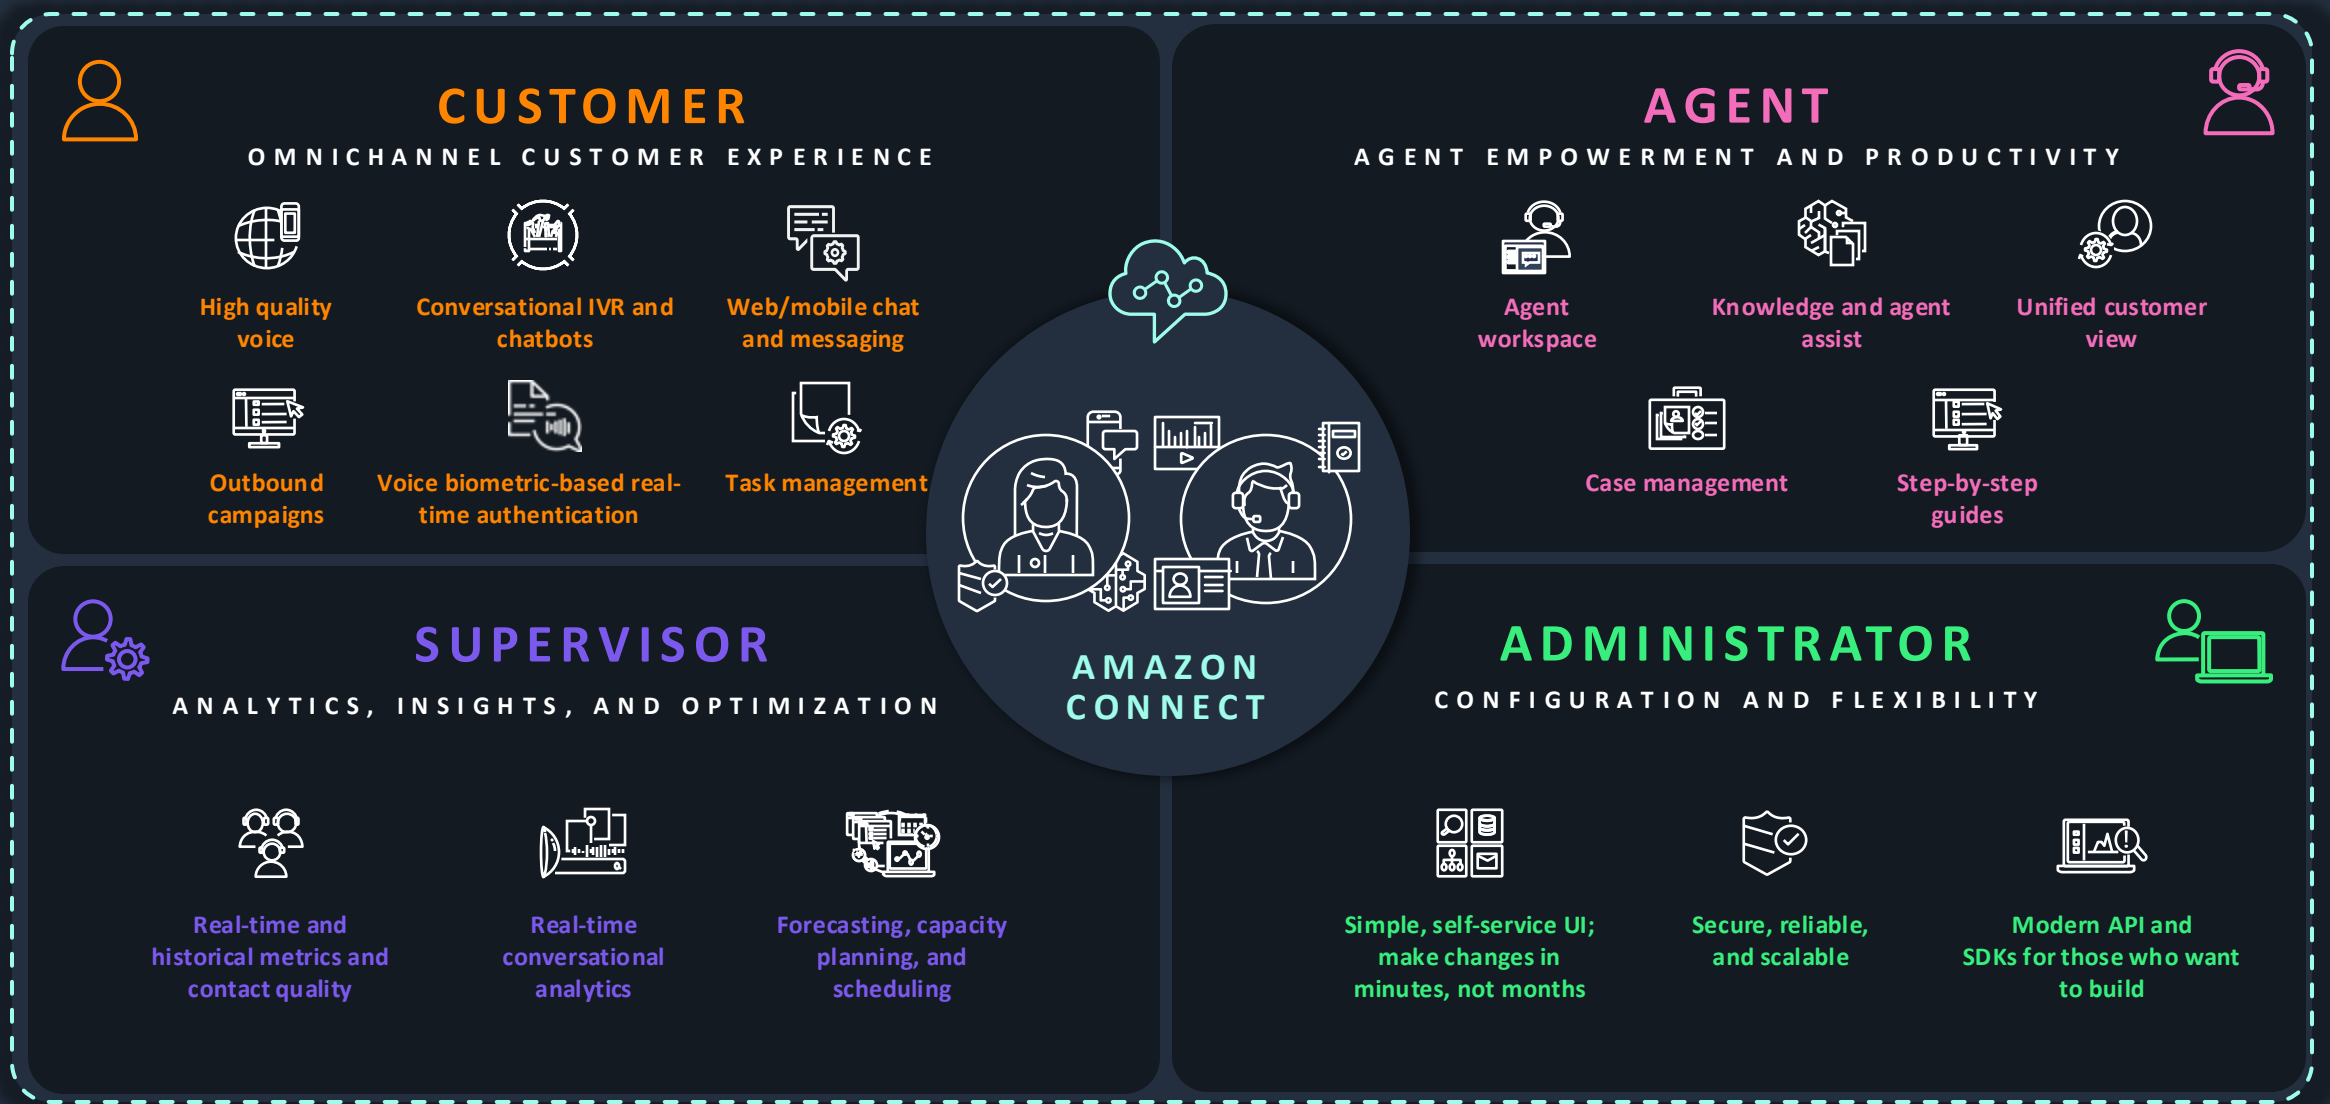 CUSTOMER
OMNICHANNEL CUSTOMER EXPERIENCE
High quality
voice
Conversational IVR and
chatbots
Web/mobile chat
and messaging
Outbound
campaigns
Voice biometric-based real-
time authentication
Task management
AGENT
AGENT EMPOWERMENT AND PRODUCTIVITY
Agent
workspace
Knowledge and agent
assist
Unified customer
view
Case management
Step-by-step
guides
AMAZON
CONNECT
SUPERVISOR
ANALYTICS, INSIGHTS, AND OPTIMIZATION
Real-time and
historical metrics and
contact quality
Real-time
conversational
analytics
Forecasting, capacity
planning, and
scheduling
ADMINISTRATOR
CONFIGURATION AND FLEXIBILITY
Simple, self-service UI;
make changes in
minutes, not months
Secure, reliable,
and scalable
Modern API and
SDKs for those who want
to build